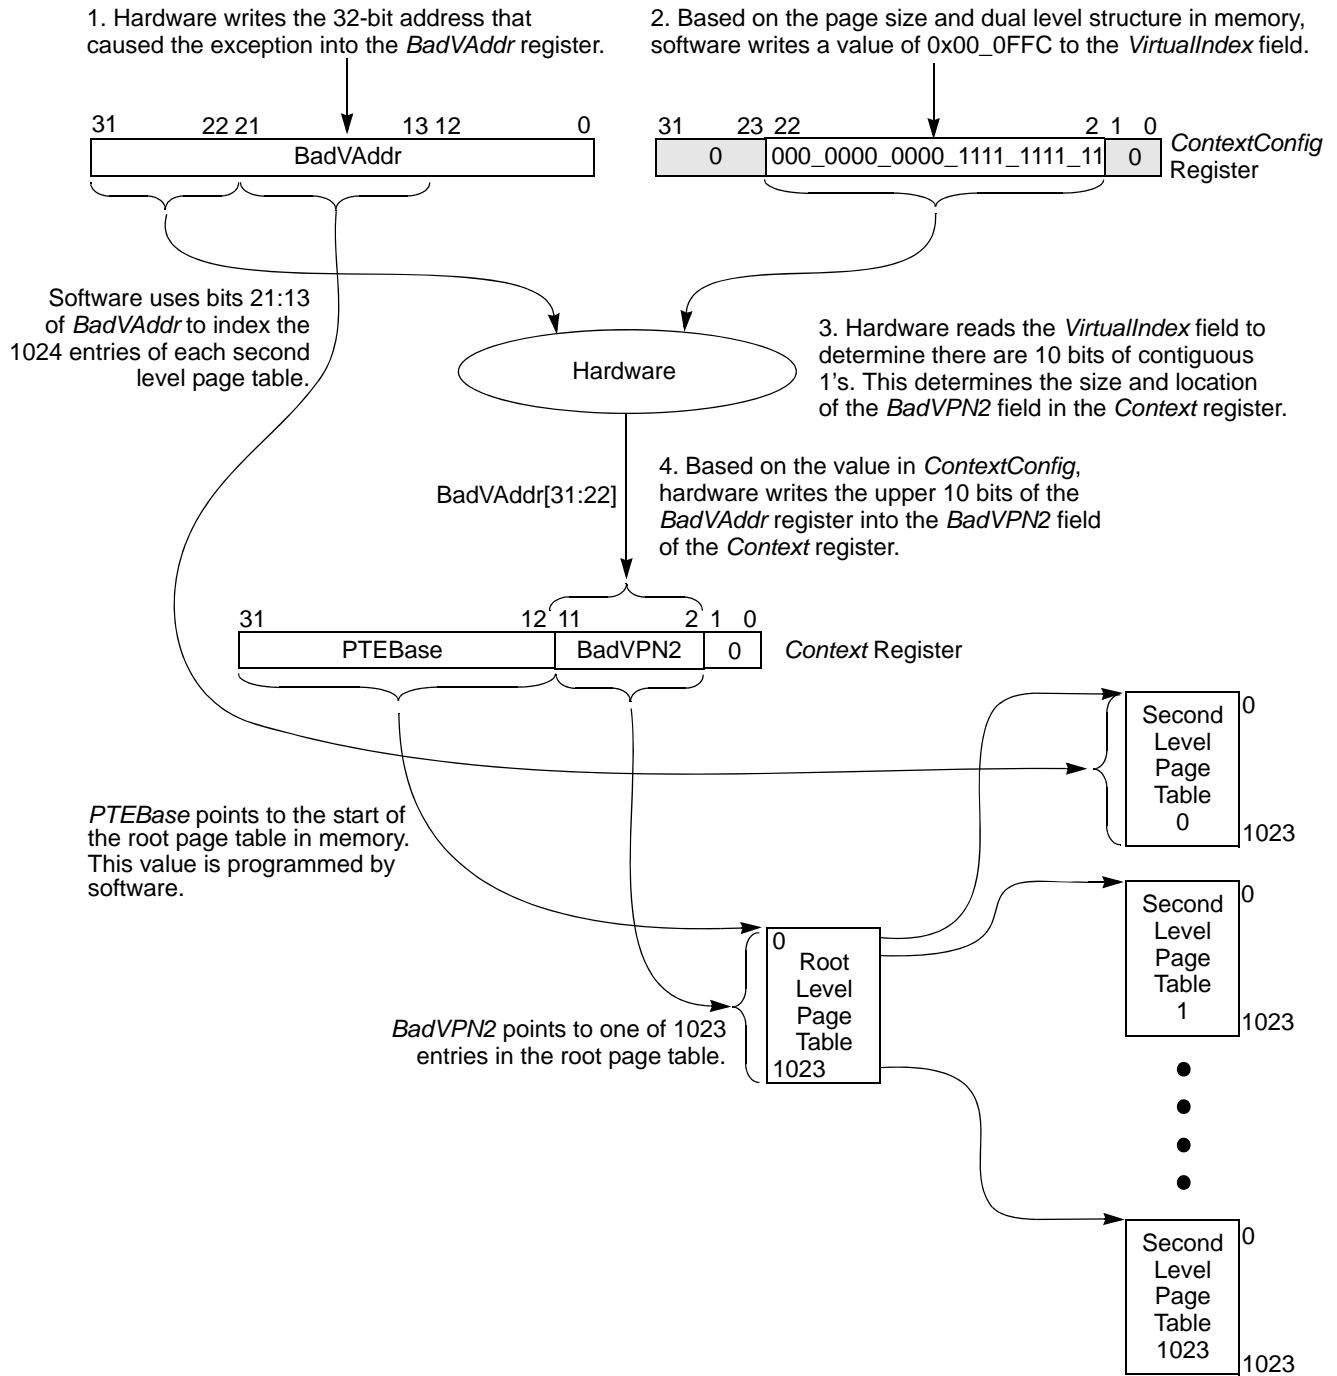 1. Hardware writes the 32-bit address that
caused the exception into the BadVAddr register.
2. Based on the page size and dual level structure in memory,
software writes a value of 0x00_0FFC to the VirtualIndex field.
31 22 21 13 12 0
BadVAddr
31 23 22 2 1 0
0 000_0000_0000_1111_1111_11 0
ContextConfig
Register
Software uses bits 21:13
of BadVAddr to index the
1024 entries of each second
level page table.
Hardware
3. Hardware reads the VirtualIndex field to
determine there are 10 bits of contiguous
1's. This determines the size and location
of the BadVPN2 field in the Context register.
BadVAddr[31:22]
4. Based on the value in ContextConfig,
hardware writes the upper 10 bits of the
BadVAddr register into the BadVPN2 field
of the Context register.
31 12 11 2 1 0
PTEBase BadVPN2 0 Context Register
PTEBase points to the start of
the root page table in memory.
This value is programmed by
software.
BadVPN2 points to one of 1023
entries in the root page table.
0
Root
Level
Page
Table
1023
0
Second
Level
Page
Table
0
1023
0
Second
Level
Page
Table
1
1023
0
Second
Level
Page
Table
1023
1023